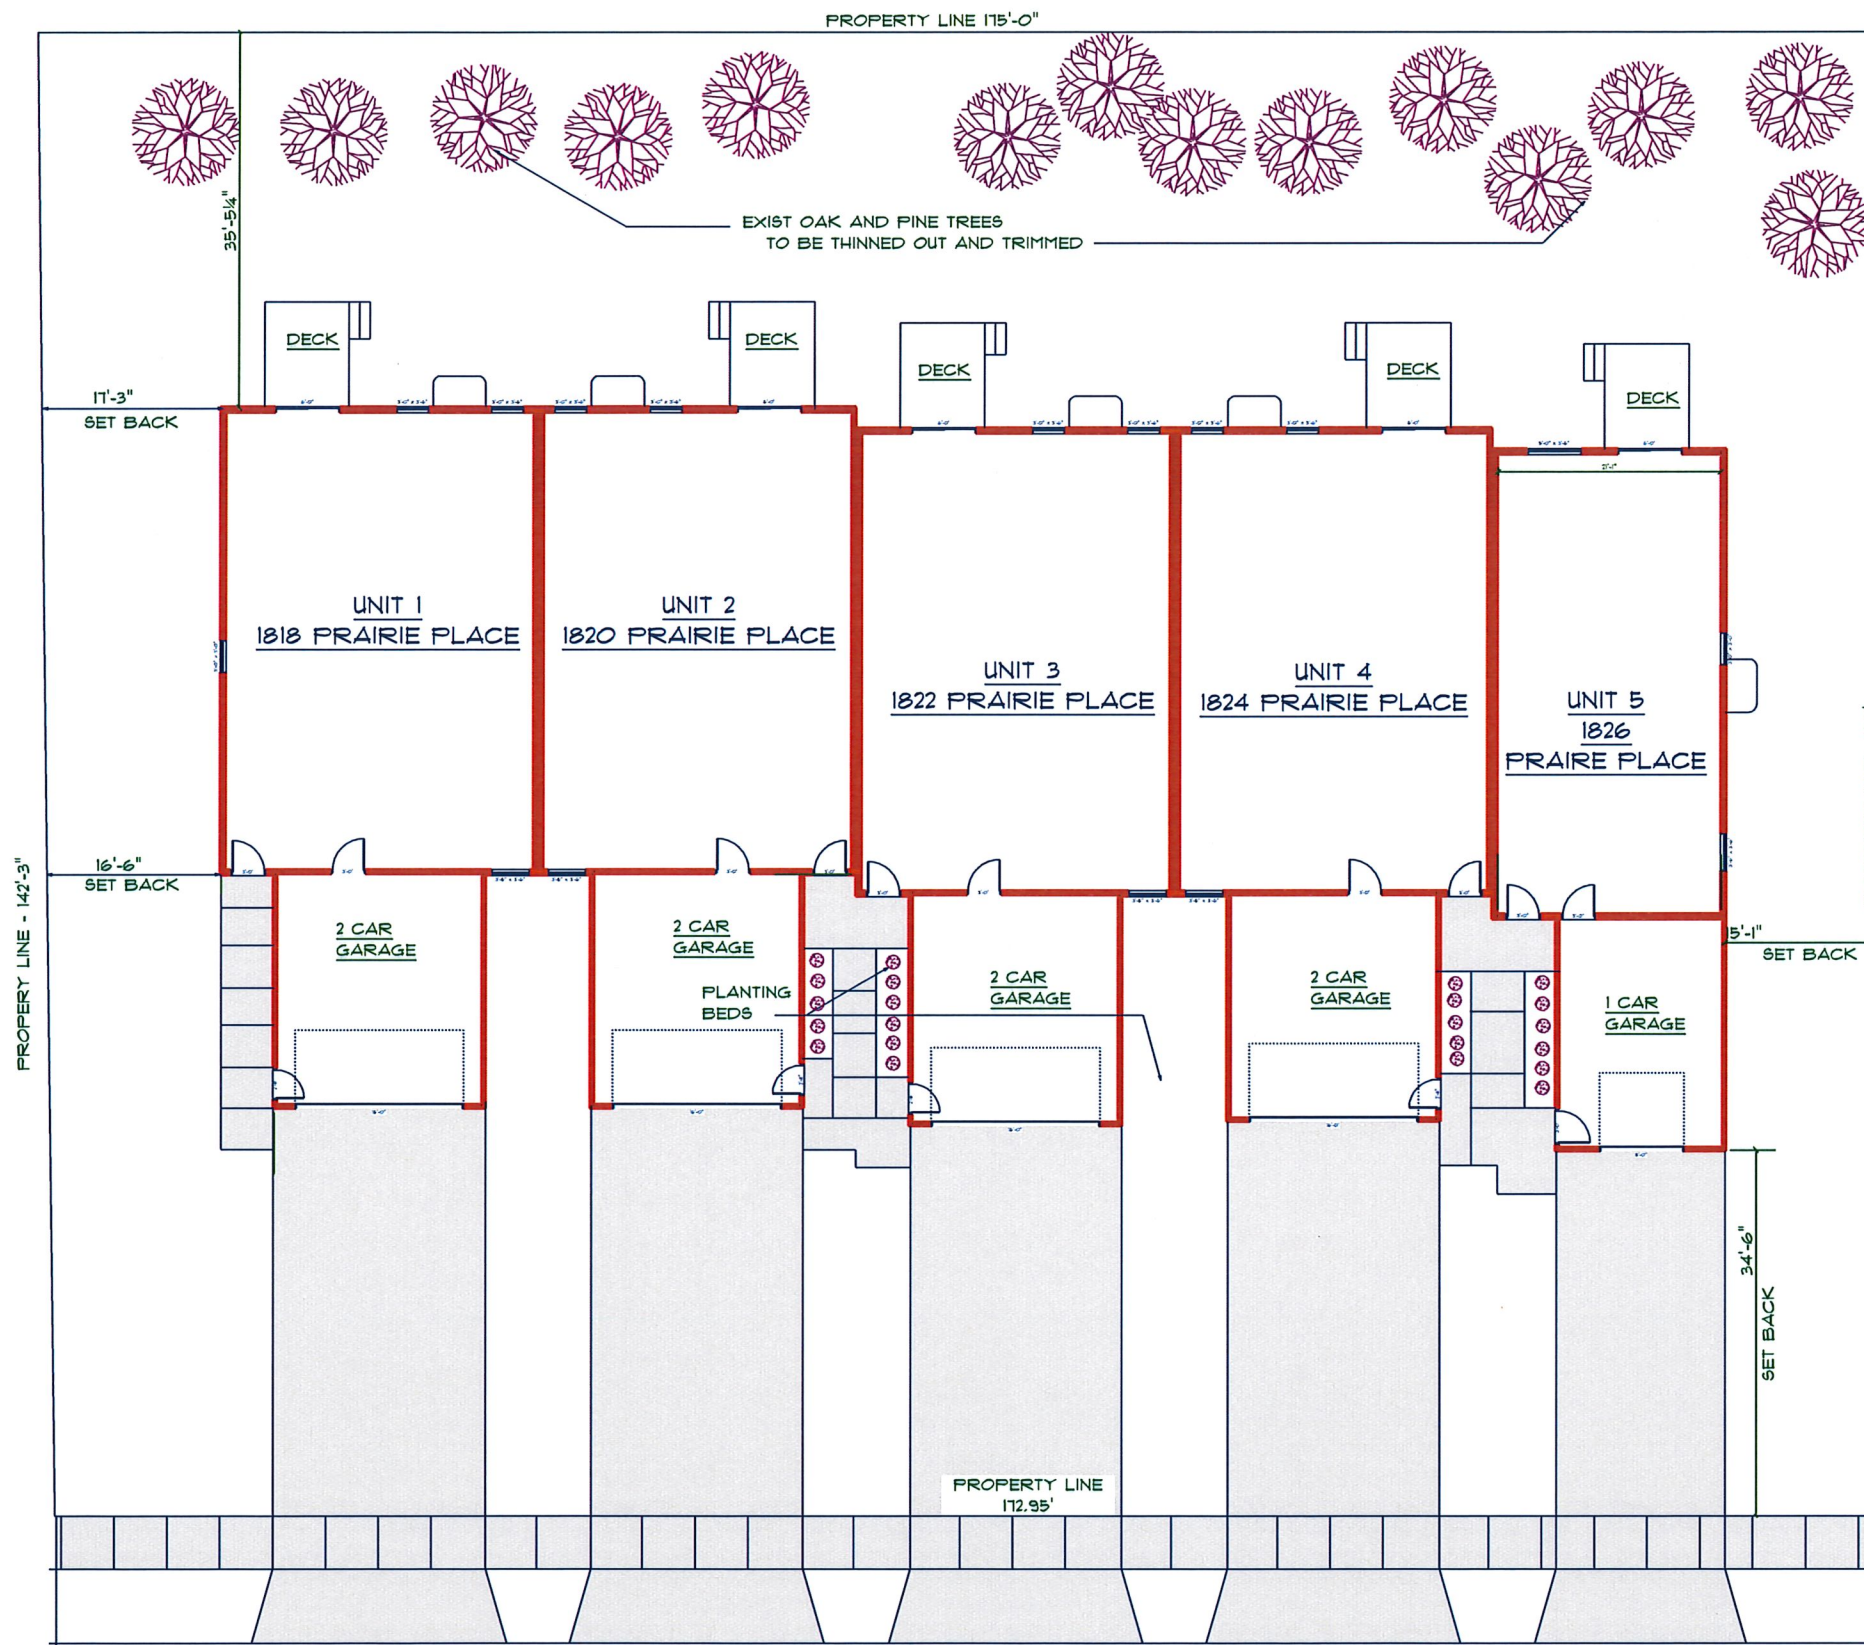 PROPERTY LINE 175'-0"
35'-5¼"
EXIST OAK AND PINE TREES
TO BE THINNED OUT AND TRIMMED
DECK
DECK
DECK
DECK
DECK
17'-3"
SET BACK
21'-1"
UNIT 1
1818 PRAIRIE PLACE
UNIT 2
1820 PRAIRIE PLACE
UNIT 3
1822 PRAIRIE PLACE
UNIT 4
1824 PRAIRIE PLACE
UNIT 5
1826
PRAIRE PLACE
16'-6"
SET BACK
PROPERY LINE - 142'-3"
2 CAR
GARAGE
2 CAR
GARAGE
PLANTING
BEDS
2 CAR
GARAGE
2 CAR
GARAGE
1 CAR
GARAGE
15'-1"
SET BACK
34'-6"
SET BACK
PROPERTY LINE
172.95'